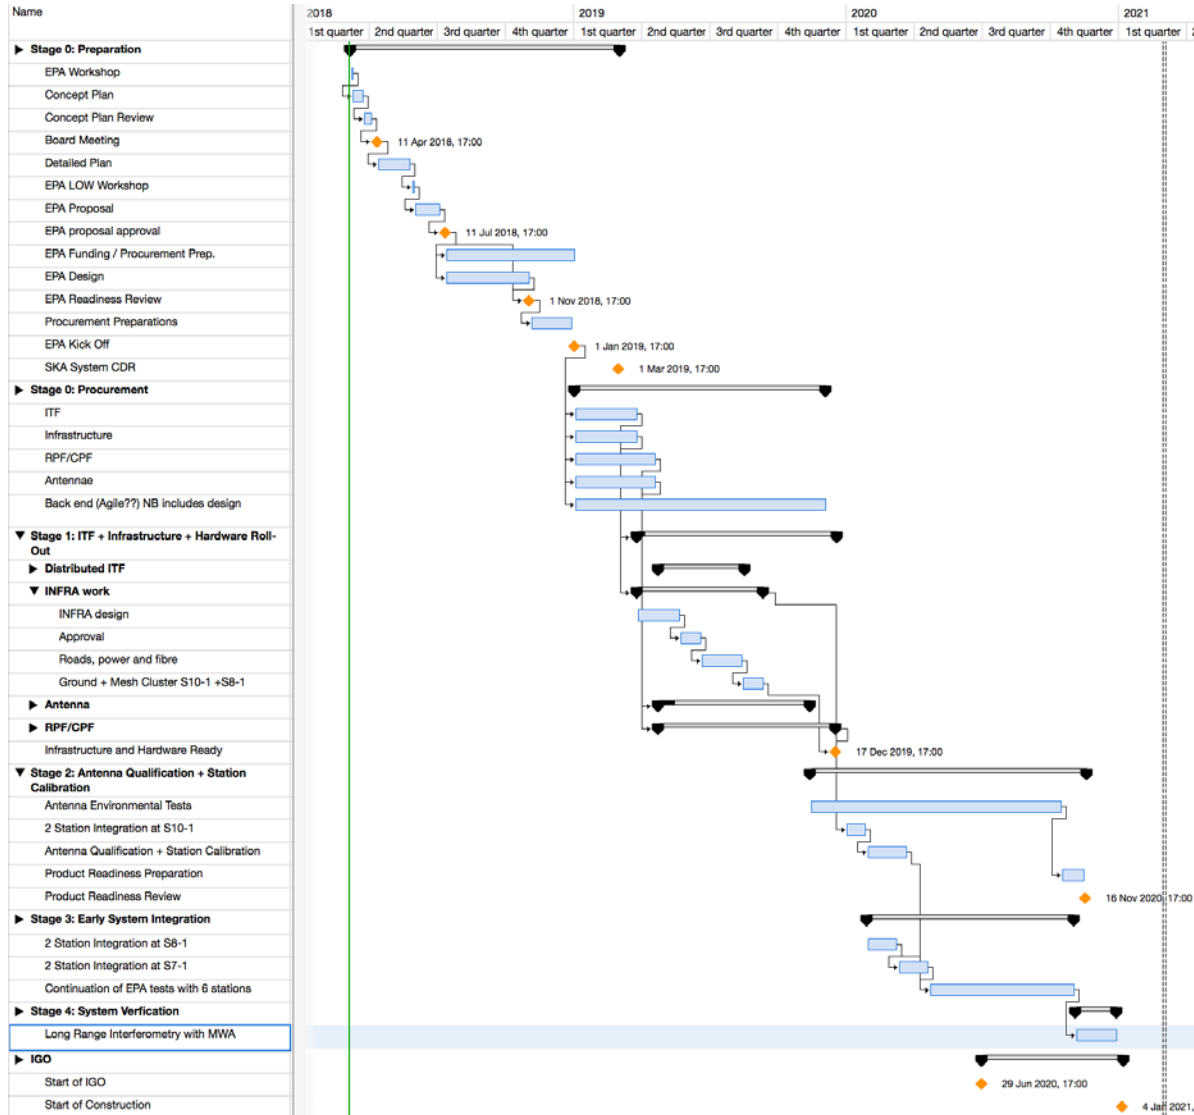 Name
2018
2019
2020
2021
1st quarter 2nd quarter 3rd quarter 4th quarter 1st quarter 2nd quarter 3rd quarter 4th quarter 1st quarter 2nd quarter 3rd quarter 4th quarter 1st quarter 2
Stage 0: Preparation
EPA Workshop
Concept Plan
Concept Plan Review
Board Meeting
11 Apr 2018, 17:00
Detailed Plan
EPA LOW Workshop
EPA Proposal
EPA proposal approval
11 Jul 2018, 17:00
EPA Funding / Procurement Prep.
EPA Design
EPA Readiness Review
1 Nov 2018, 17:00
Procurement Preparations
EPA Kick Off
1 Jan 2019, 17:00
SKA System CDR
1 Mar 2019, 17:00
Stage 0: Procurement
ITF
Infrastructure
RPF/CPF
Antennae
Back end (Agile??) NB includes design
Stage 1: ITF + Infrastructure + Hardware Roll-
Out
Distributed ITF
INFRA work
INFRA design
Approval
Roads, power and fibre
Ground + Mesh Cluster S10-1 +S8-1
Antenna
RPF/CPF
Infrastructure and Hardware Ready
17 Dec 2019, 17:00
Stage 2: Antenna Qualification + Station
Calibration
Antenna Environmental Tests
2 Station Integration at S10-1
Antenna Qualification + Station Calibration
Product Readiness Preparation
Product Readiness Review
16 Nov 2020, 17:00
Stage 3: Early System Integration
2 Station Integration at S8-1
2 Station Integration at S7-1
Continuation of EPA tests with 6 stations
Stage 4: System Verfication
Long Range Interferometry with MWA
IGO
Start of IGO
29 Jun 2020, 17:00
Start of Construction
4 Jan 2021,